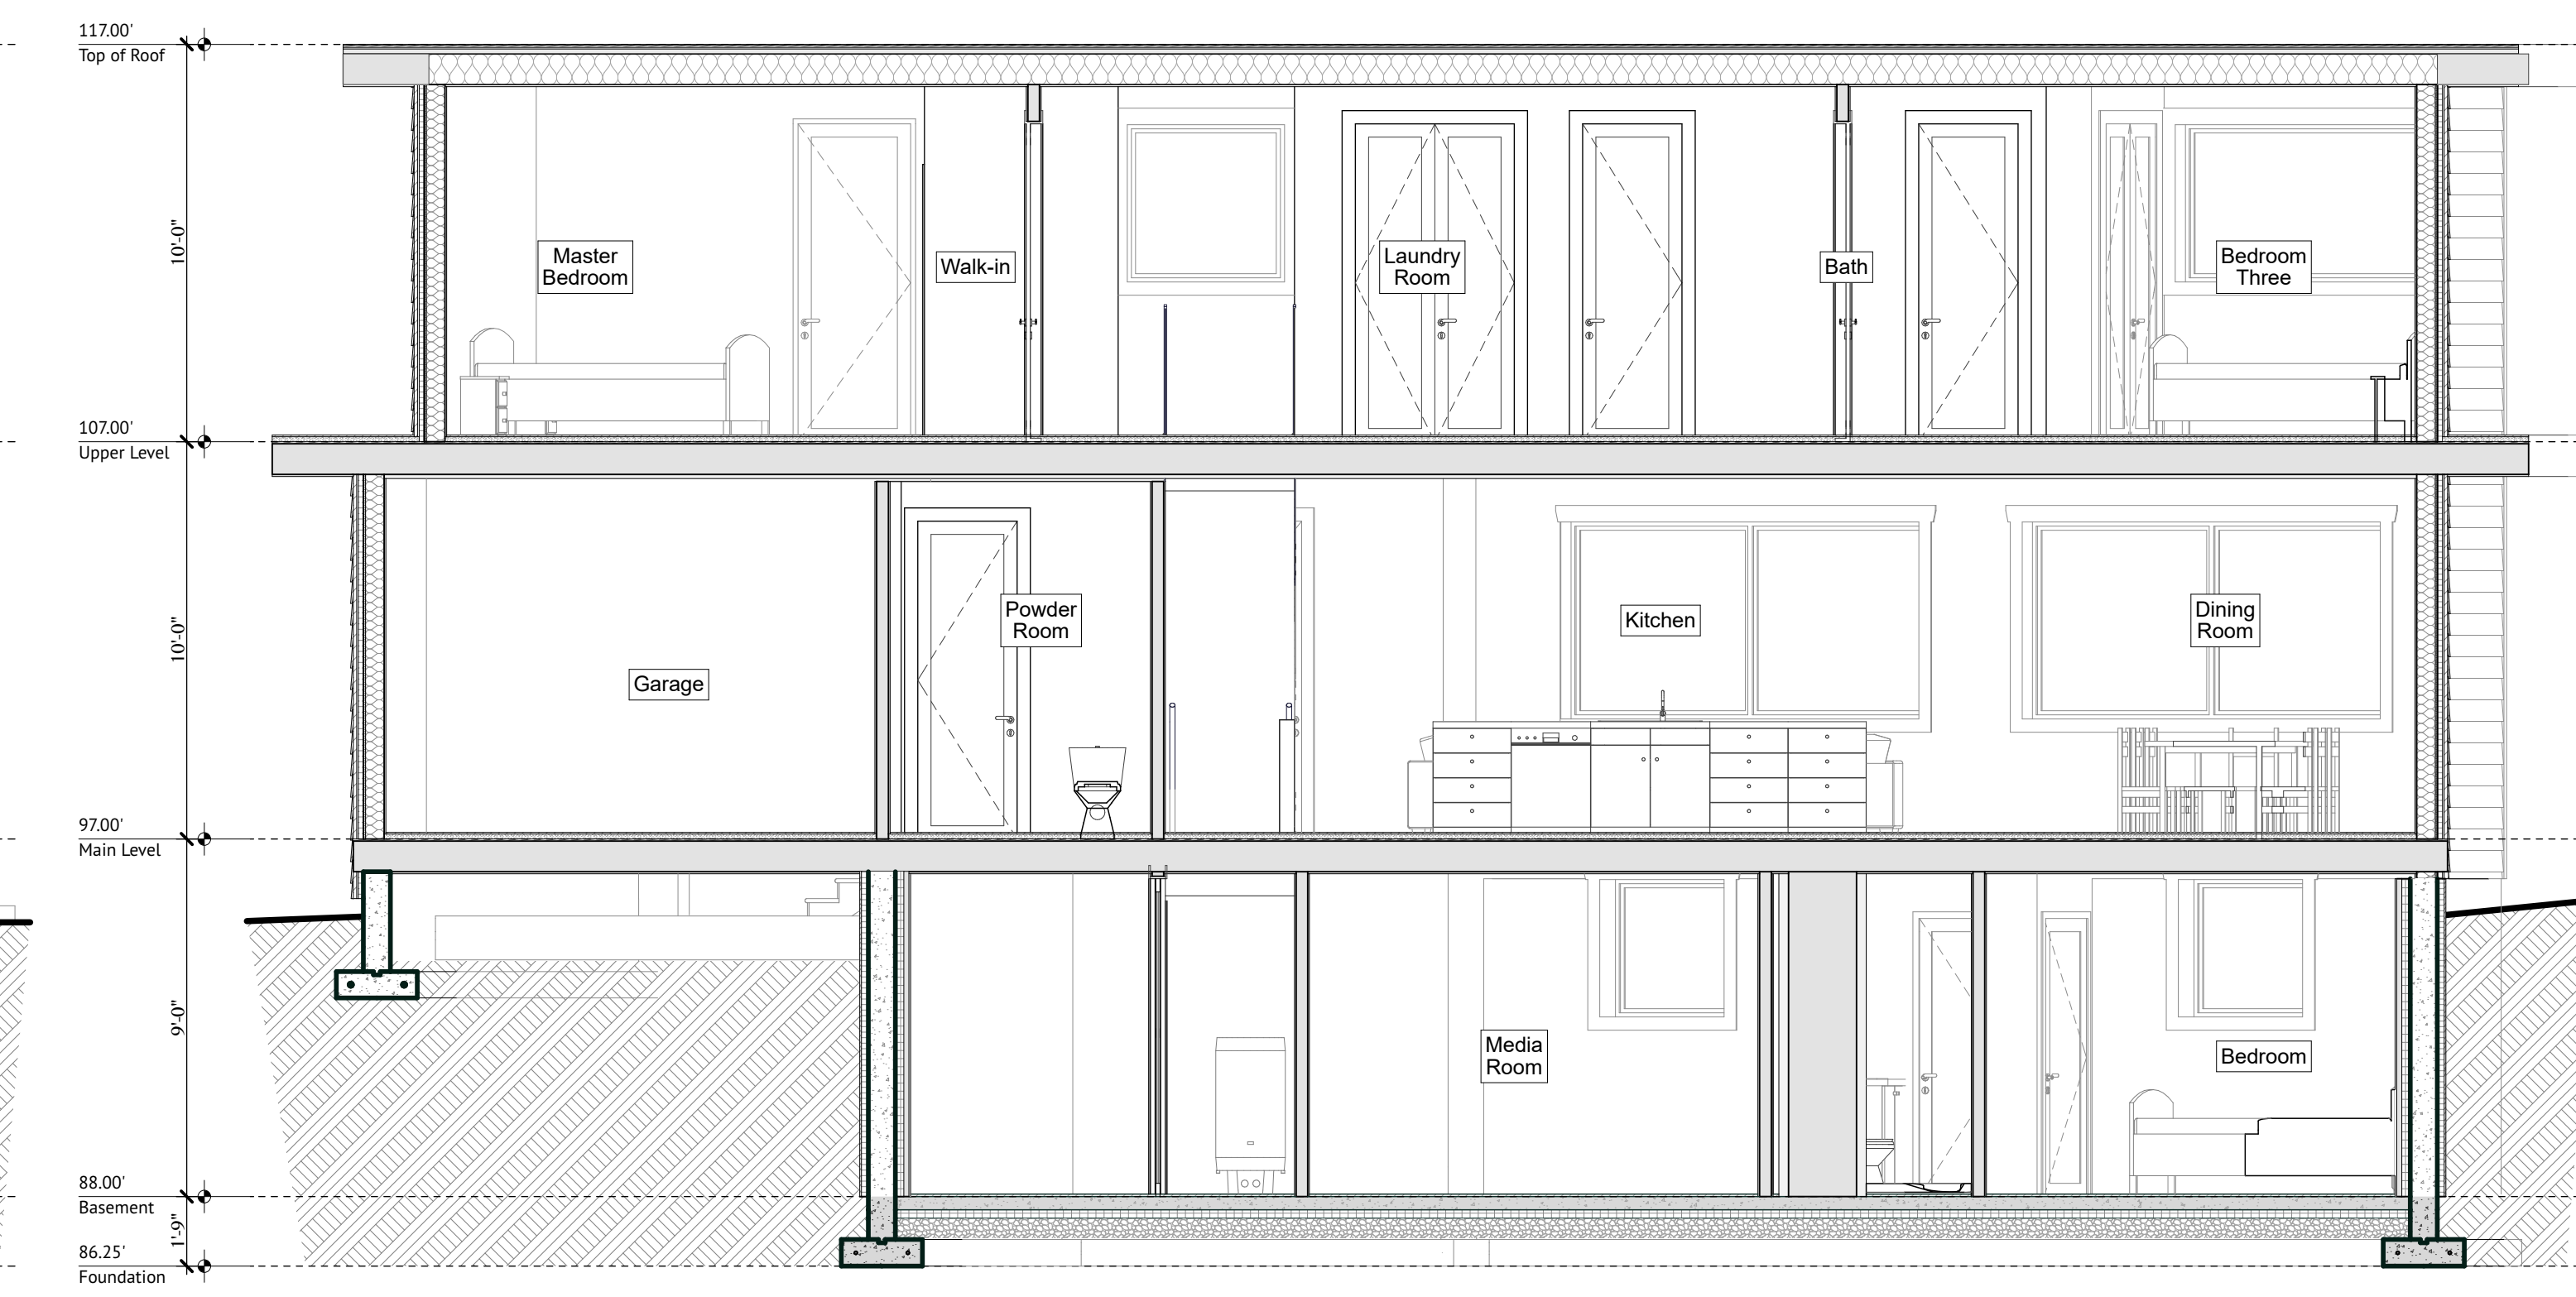 117.00'
Top of Roof
10'-0"
Master
Bedroom
Walk-in
Laundry
Room
Bath
Bedroom
Three
107.00'
Upper Level
10'-0"
Garage
Powder
Room
Kitchen
Dining
Room
97.00'
Main Level
9'-0"
Media
Room
Bedroom
88.00'
Basement
1'-9"
86.25'
Foundation